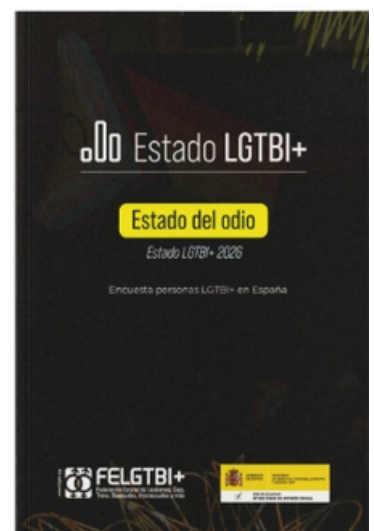 Estado LGTBI+
Estado del odio
Estado LGTBI+ 2026
Encuesta personas LGTBI+ en España
FELGTBI+